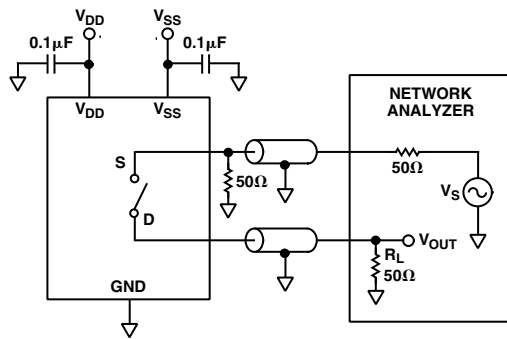 VDD
VSS
0.1μF
0.1μF
VDD
VSS
NETWORK
ANALYZER
S
50Ω
50Ω
VS
D
VOUT
RL
50Ω
GND